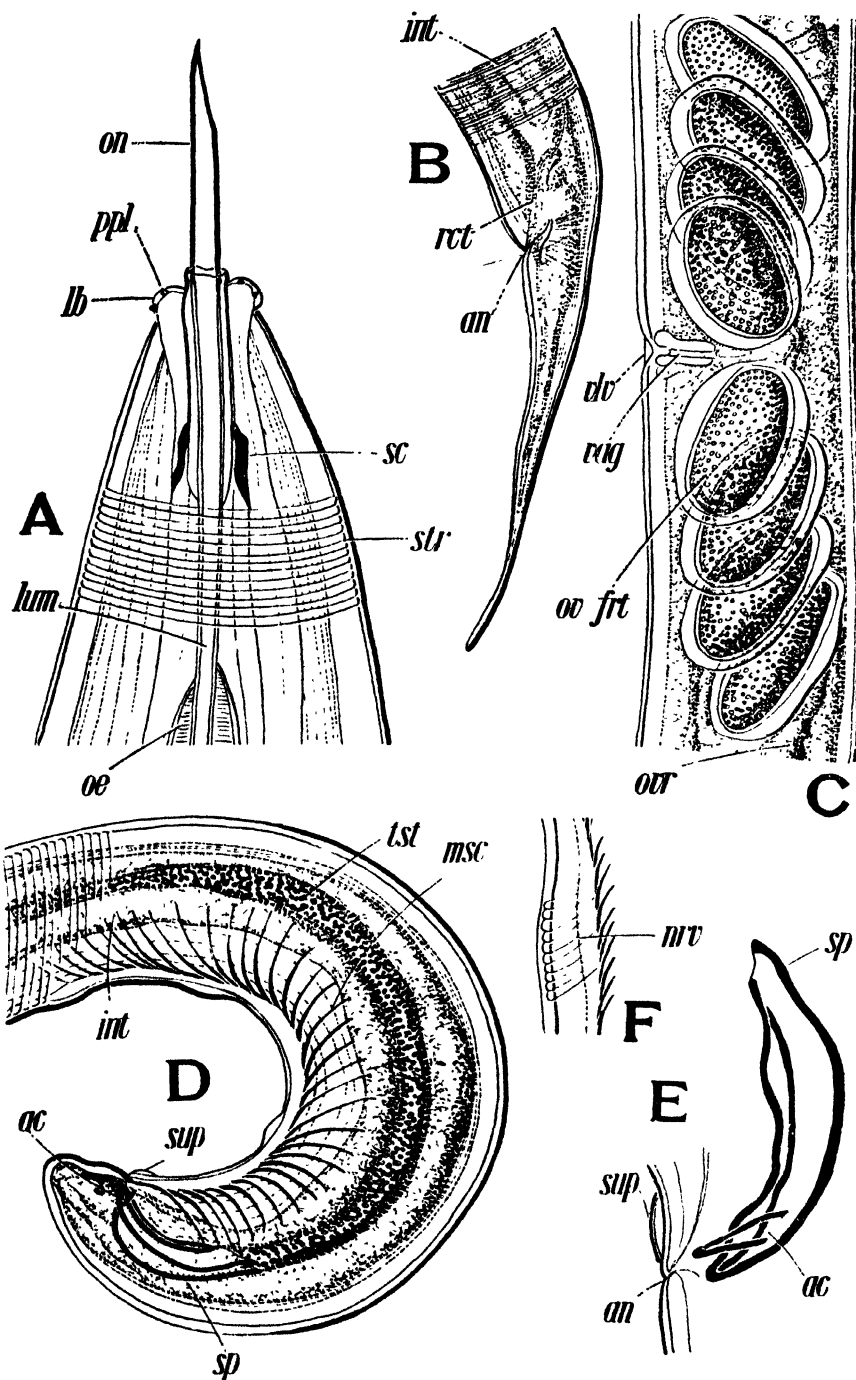 on
ppl
lb
sc
A
str
lum
oe
int
B
rct
an
vlv
vag
ov frt
ovr
C
tst
msc
int
D
ac
sup
sp
nrv
F
sp
E
sup
an
ac